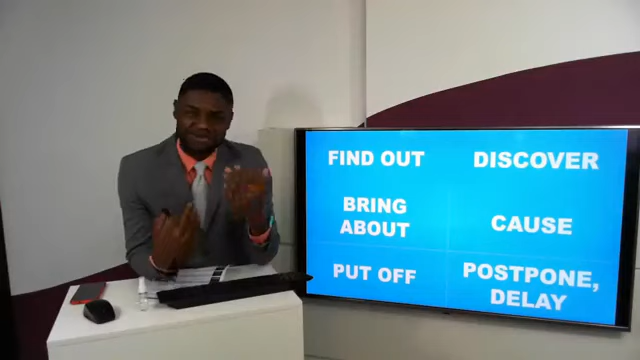 FIND OUT
DISCOVER
BRING
ABOUT
CAUSE
PUT OFF
POSTPONE,
DELAY